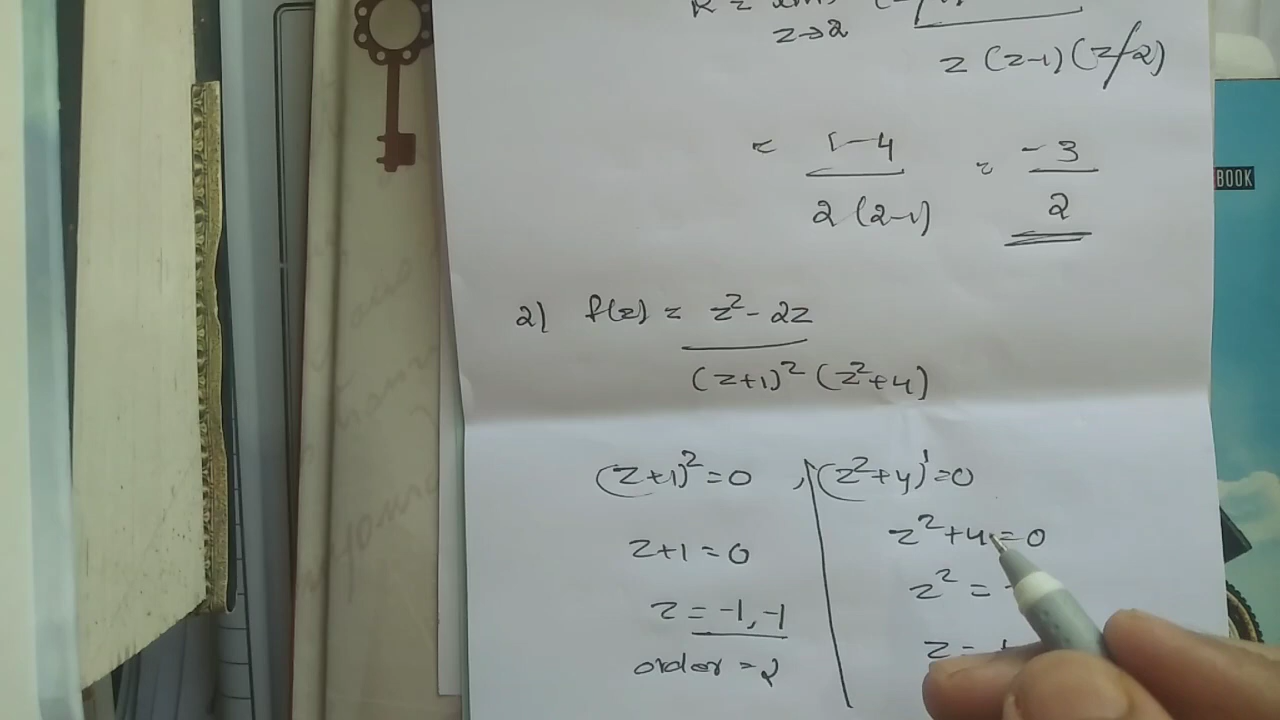 z→2
z (z-1) (z-2)
= 1-4 / 2 (2-1) = -3 / 2
BOOK
2) f(z) = z² - 2z
(z+1)² (z²+4)
(z+1)² = 0 , (z²+4)' = 0
z²+4 = 0
z+1 = 0
z² =
z = -1, -1
z =
order = 2